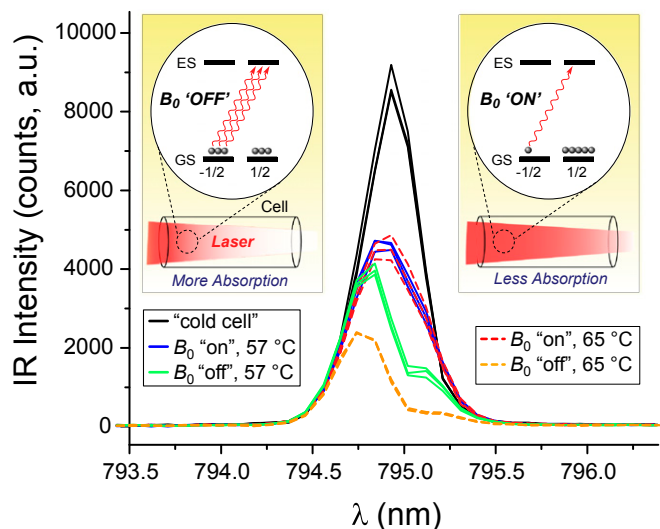 IR Intensity (counts, a.u.)
10000
8000
6000
4000
2000
0
ES
B₀ ‘OFF’
GS
-1/2
1/2
Cell
Laser
More Absorption
ES
B₀ ‘ON’
GS
-1/2
1/2
Less Absorption
“cold cell”
B₀ “on”, 57 °C
B₀ “off”, 57 °C
B₀ “on”, 65 °C
B₀ “off”, 65 °C
793.5 794.0 794.5 795.0 795.5 796.0
λ (nm)